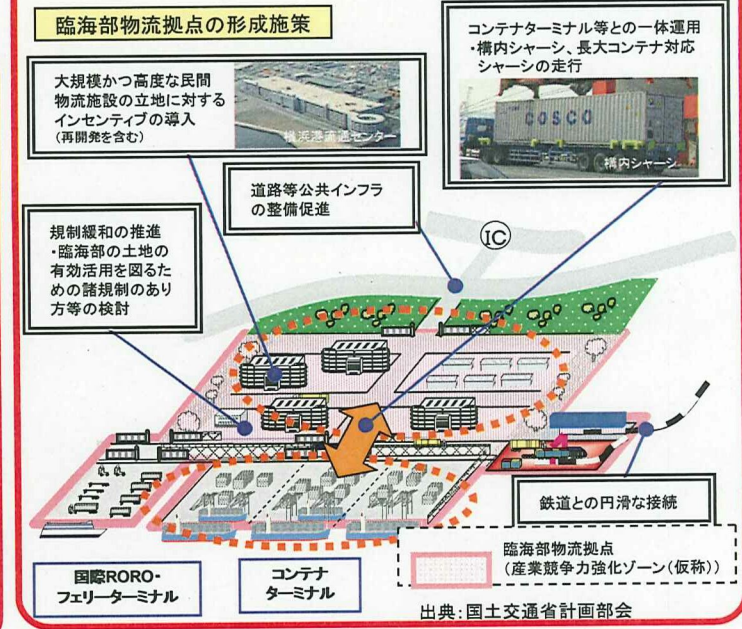 臨海部物流拠点の形成施策
大規模かつ高度な民間
物流施設の立地に対する
インセンティブの導入
(再開発を含む)
横浜港流通センター
コンテナターミナル等との一体運用
・構内シャーシ、長大コンテナ対応
シャーシの走行
COSCO
構内シャーシ
道路等公共インフラ
の整備促進
規制緩和の推進
・臨海部の土地の
有効活用を図るた
めの諸規制のあり
方等の検討
IC
鉄道との円滑な接続
国際RORO-
フェリーターミナル
コンテナ
ターミナル
臨海部物流拠点
(産業競争力強化ゾーン(仮称))
出典:国土交通省計画部会